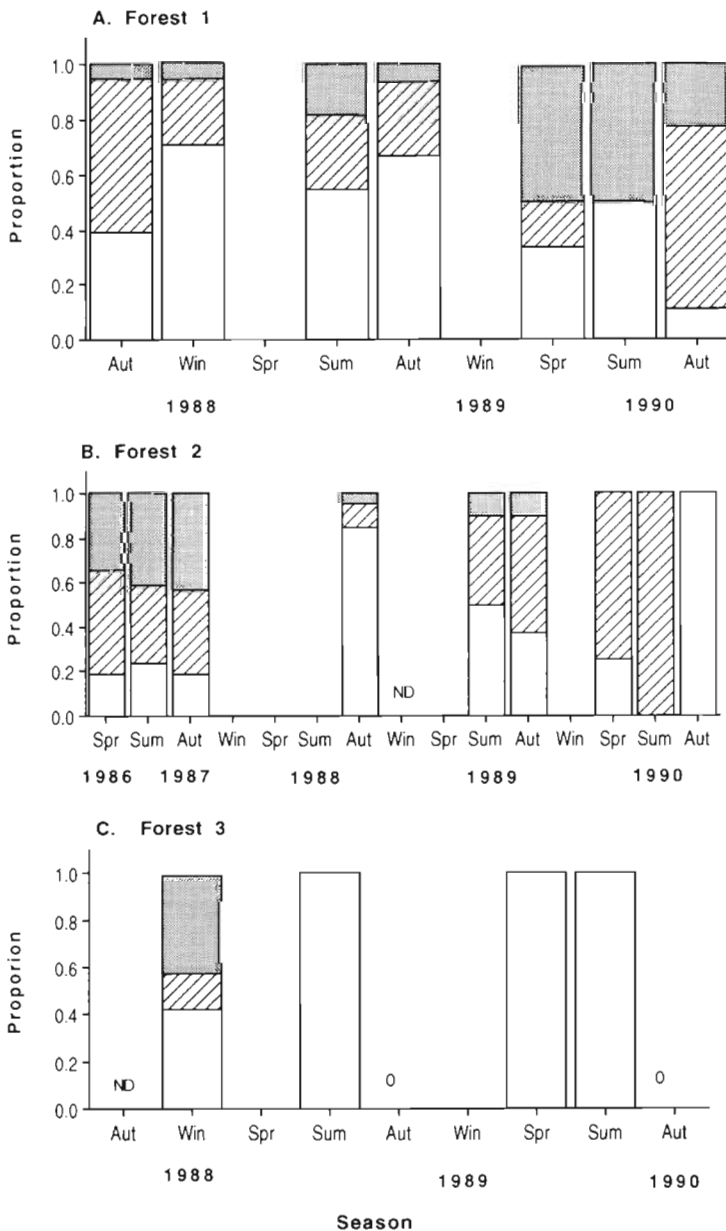 A. Forest 1
Proportion
1.0
0.8
0.6
0.4
0.2
0.0
Aut Win Spr Sum Aut Win Spr Sum Aut
1988 1989 1990
B. Forest 2
Proportion
1.0
0.8
0.6
0.4
0.2
0.0
ND
Spr Sum Aut Win Spr Sum Aut Win Spr Sum Aut Win Spr Sum Aut
1986 1987 1988 1989 1990
C. Forest 3
Proporion
1.0
0.8
0.6
0.4
0.2
0.0
ND 0 0
Aut Win Spr Sum Aut Win Spr Sum Aut
1988 1989 1990
Season